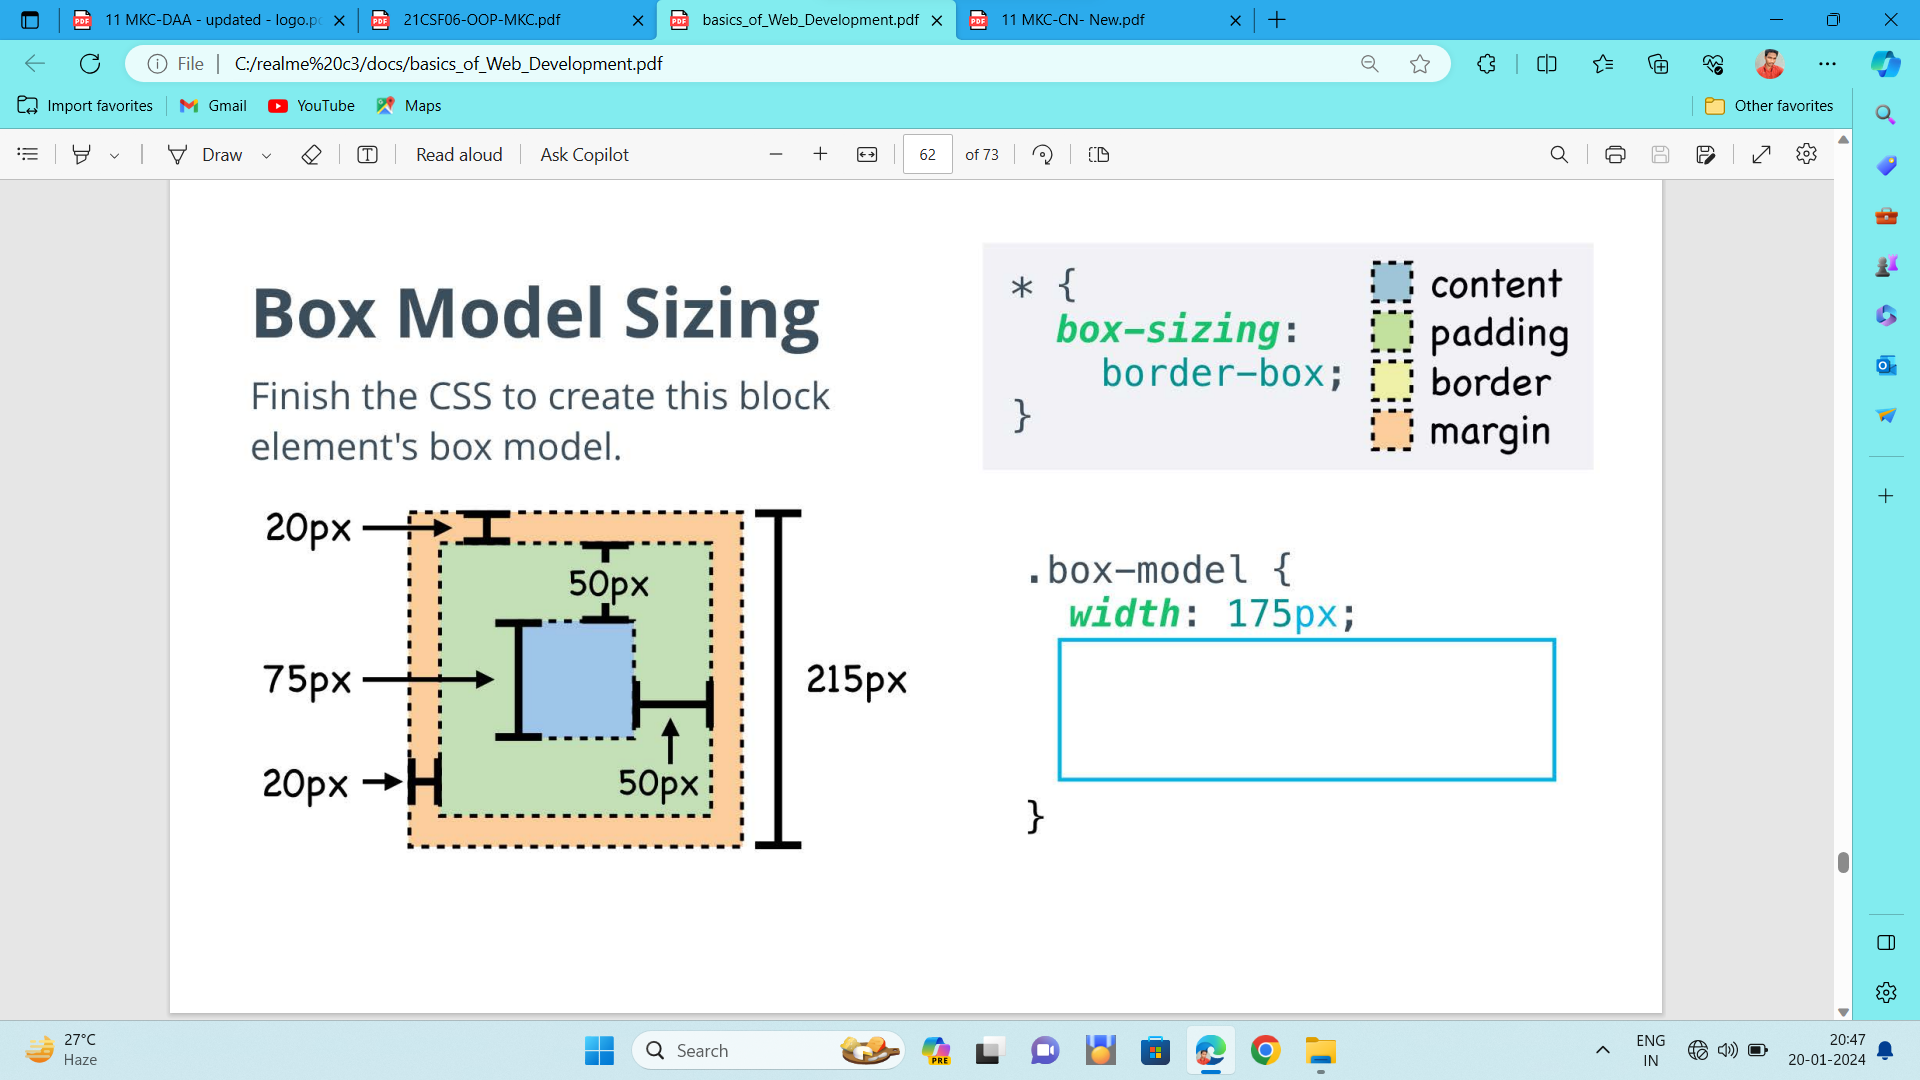 11 MKC-DAA - updated - logo.pd
21CSF06-OOP-MKC.pdf
basics_of_Web_Development.pdf
11 MKC-CN- New.pdf
File
C:/realme%20c3/docs/basics_of_Web_Development.pdf
Import favorites
Gmail
YouTube
Maps
Other favorites
Draw
Read aloud
Ask Copilot
62 of 73
Box Model Sizing
Finish the CSS to create this block
element's box model.
* {
box-sizing:
border-box;
}
content
padding
border
margin
20px
50px
75px
215px
20px
50px
.box-model {
width: 175px;
}
27°C
Haze
Search
PRE
ENG
IN
20:47
20-01-2024